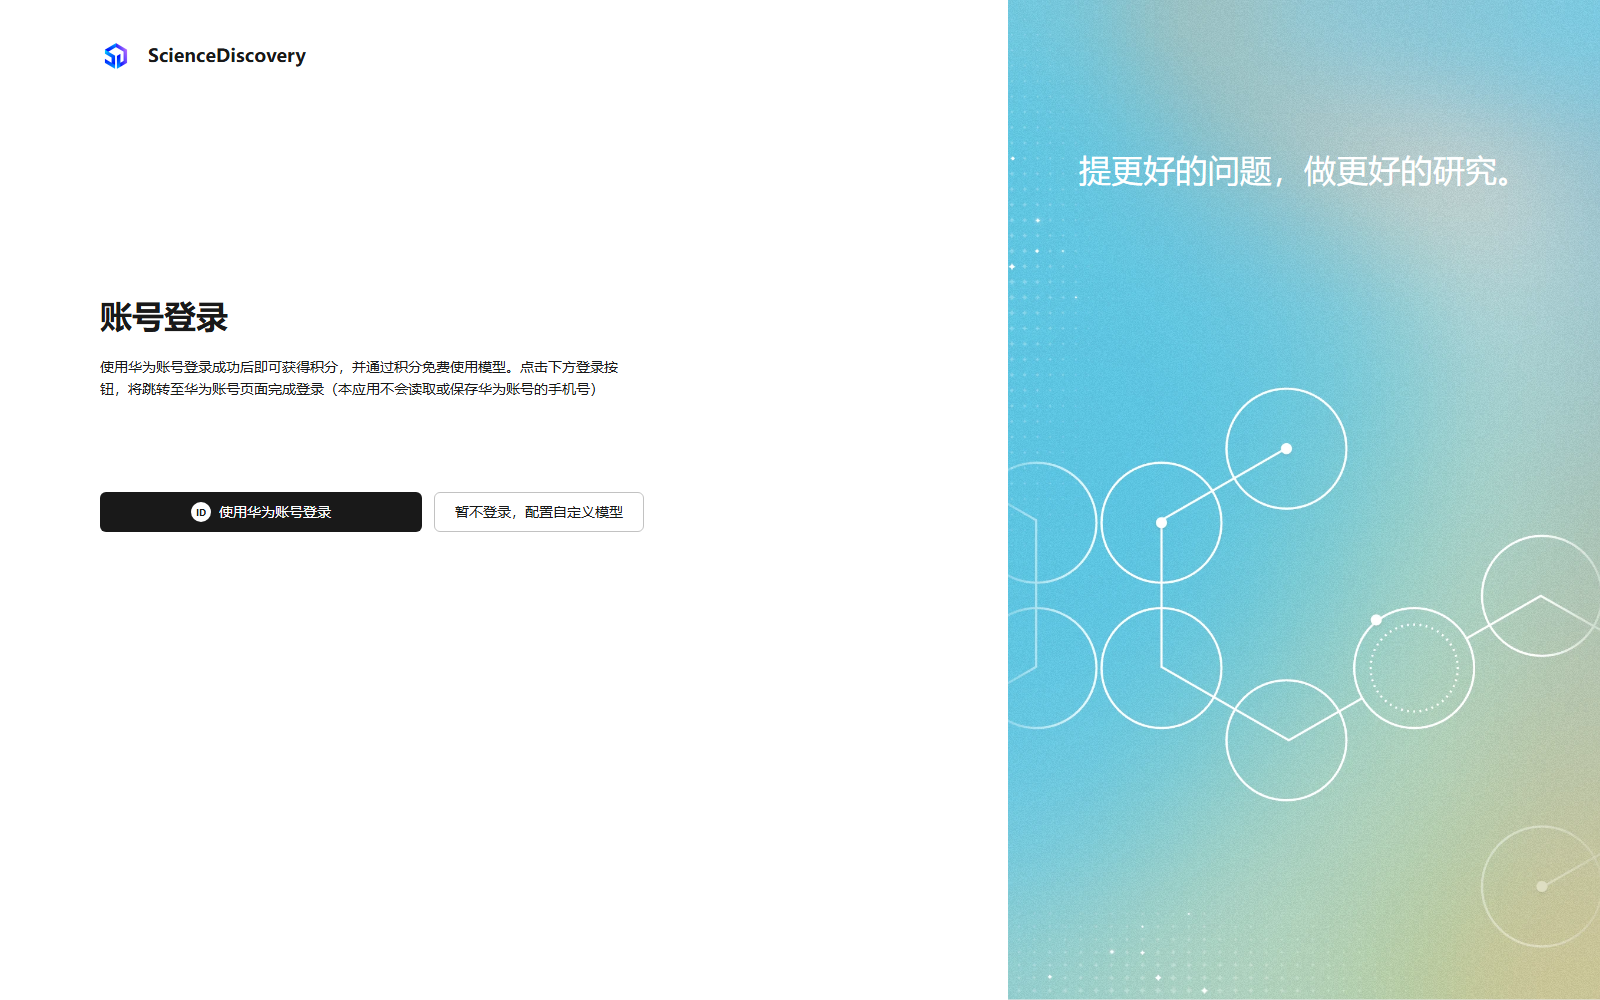 ScienceDiscovery
提更好的问题，做更好的研究。
账号登录
使用华为账号登录成功后即可获得积分，并通过积分免费使用模型。点击下方登录按
钮，将跳转至华为账号页面完成登录（本应用不会读取或保存华为账号的手机号）
ID 使用华为账号登录
暂不登录，配置自定义模型